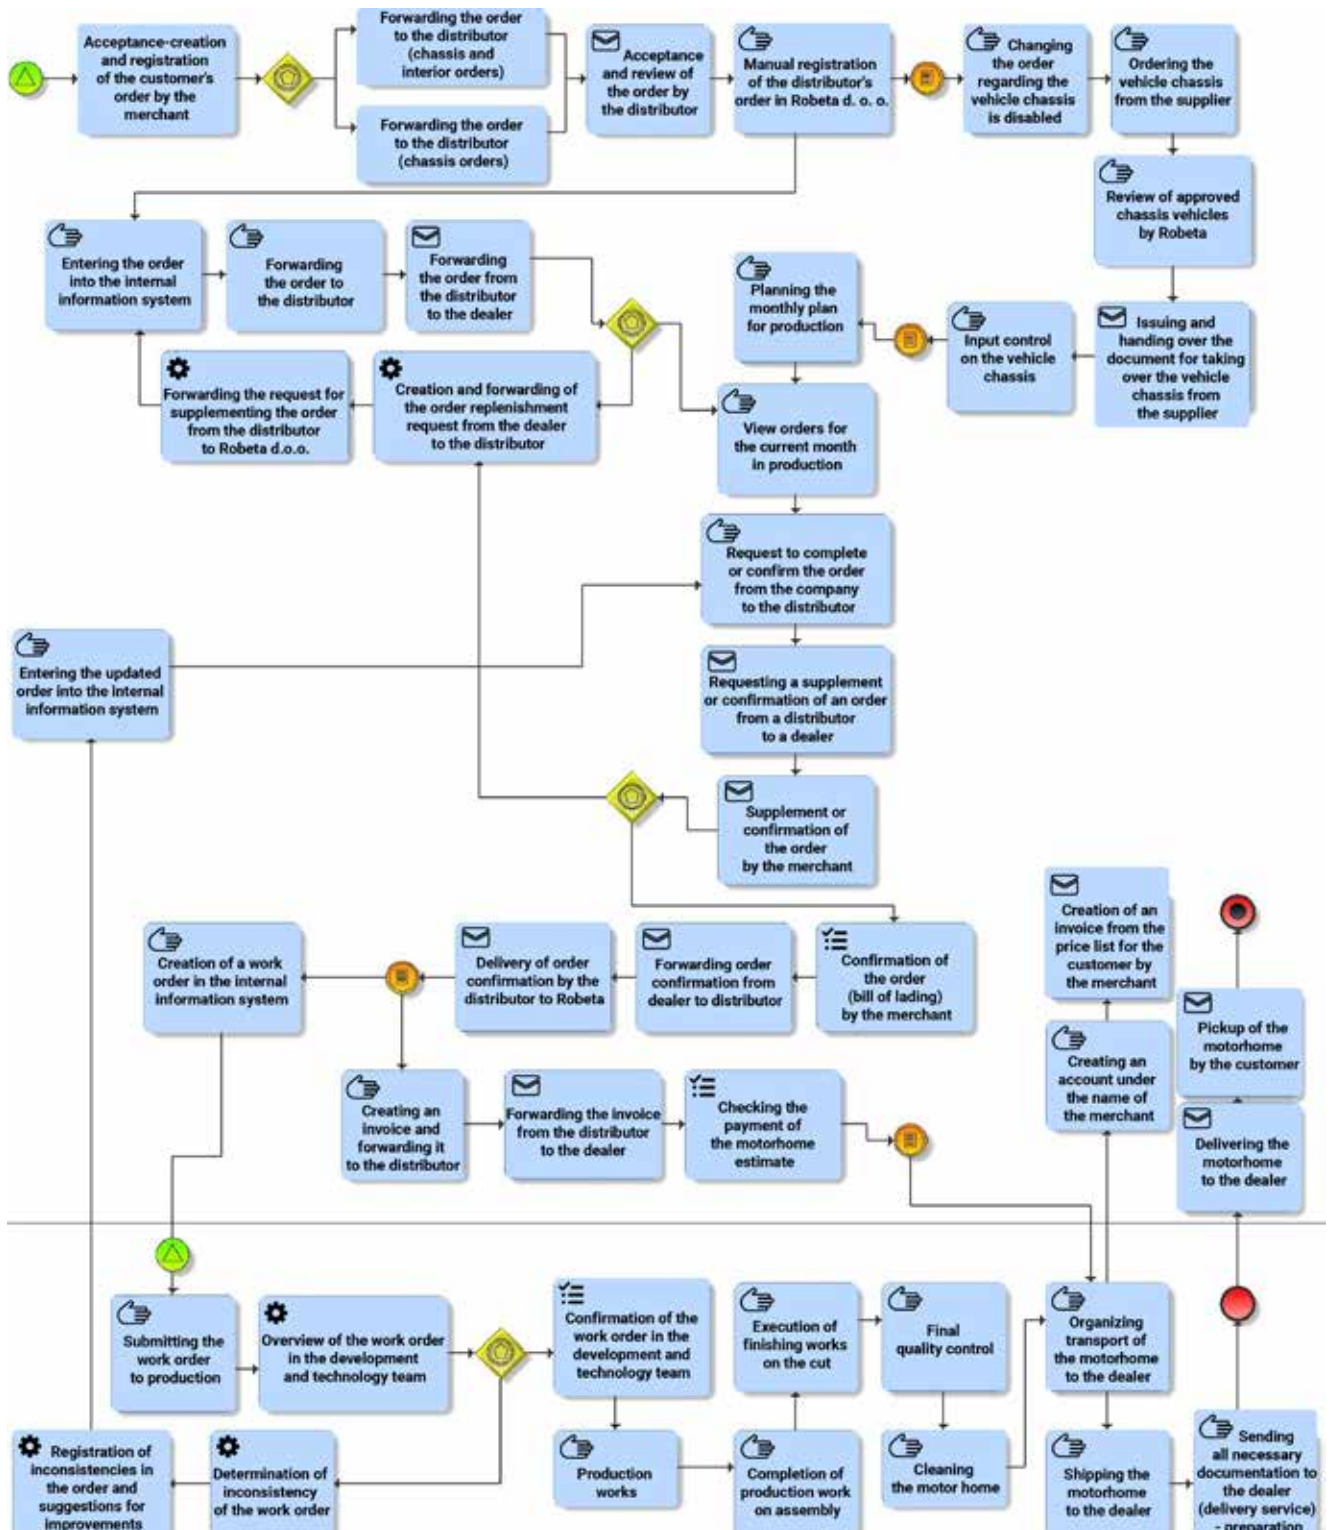 Acceptance-creation
and registration
of the customer's
order by the
merchant
Forwarding the order
to the distributor
(chassis and
interior orders)
Forwarding the order
to the distributor
(chassis orders)
Acceptance
and review of
the order by
the distributor
Manual registration
of the distributor's
order in Robeta d. o. o.
Changing
the order
regarding the
vehicle chassis
is disabled
Ordering the
vehicle chassis
from the supplier
Review of approved
chassis vehicles
by Robeta
Entering the order
into the internal
information system
Forwarding
the order to
the distributor
Forwarding
the order from
the distributor
to the dealer
Planning the
monthly plan
for production
Input control
on the vehicle
chassis
Issuing and
handing over the
document for taking
over the vehicle
chassis from
the supplier
Forwarding the request for
supplementing the order
from the distributor
to Robeta d.o.o.
Creation and forwarding of
the order replenishment
request from the dealer
to the distributor
View orders for
the current month
in production
Request to complete
or confirm the order
from the company
to the distributor
Entering the updated
order into the internal
information system
Requesting a supplement
or confirmation of an order
from a distributor
to a dealer
Supplement or
confirmation of
the order
by the merchant
Creation of a work
order in the internal
information system
Delivery of order
confirmation by the
distributor to Robeta
Forwarding order
confirmation from
dealer to distributor
Confirmation of
the order
(bill of lading)
by the merchant
Creation of an
invoice from the
price list for the
customer by
the merchant
Pickup of the
motorhome
by the customer
Creating an
account under
the name of
the merchant
Creating an
invoice and
forwarding it
to the distributor
Forwarding the invoice
from the distributor
to the dealer
Checking the
payment of
the motorhome
estimate
Delivering the
motorhome
to the dealer
Submitting the
work order
to production
Overview of the work order
in the development
and technology team
Confirmation of the
work order in the
development and
technology team
Execution of
finishing works
on the cut
Final
quality control
Organizing
transport of
the motorhome
to the dealer
Registration of
inconsistencies in
the order and
suggestions for
improvements
Determination of
inconsistency
of the work order
Production
works
Completion of
production work
on assembly
Cleaning
the motor home
Shipping the
motorhome
to the dealer
Sending
all necessary
documentation to
the dealer
(delivery service)
- preparation